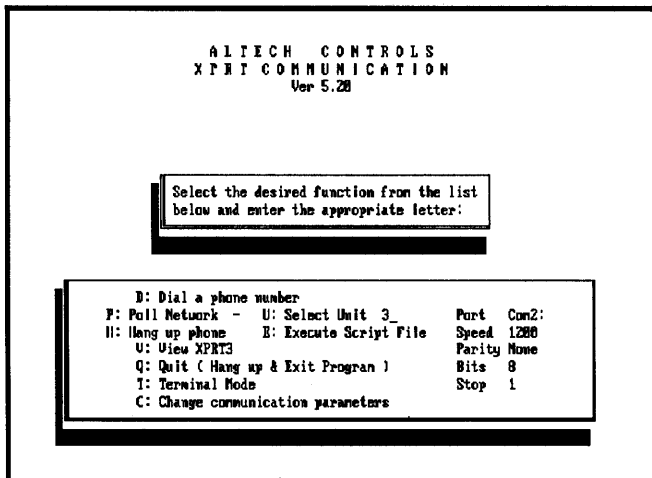 ALTECH CONTROLS
XPRT COMMUNICATION
Ver 5.20
Select the desired function from the list
below and enter the appropriate letter:
D: Dial a phone number
P: Poll Network - U: Select Unit 3_ Port Com2:
H: Hang up phone E: Execute Script File Speed 1200
V: View XPRT3 Parity None
Q: Quit ( Hang up & Exit Program ) Bits 8
T: Terminal Mode Stop 1
C: Change communication parameters